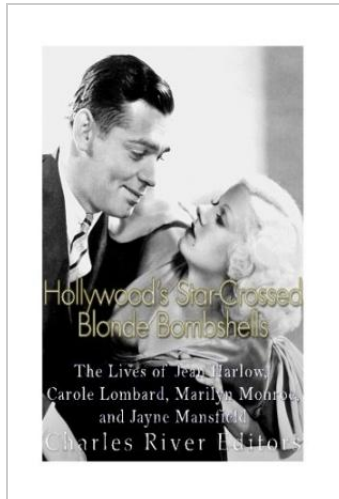 Hollywood's Star-Crossed
Blonde Bombshells
The Lives of Jean Harlow,
Carole Lombard, Marilyn Monroe,
and Jayne Mansfield
Charles River Editors